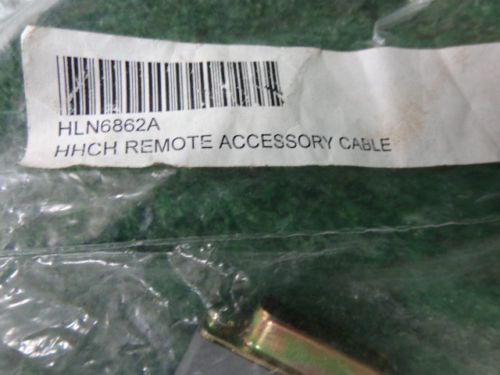 HLN6862A
HHCH REMOTE ACCESSORY CABLE